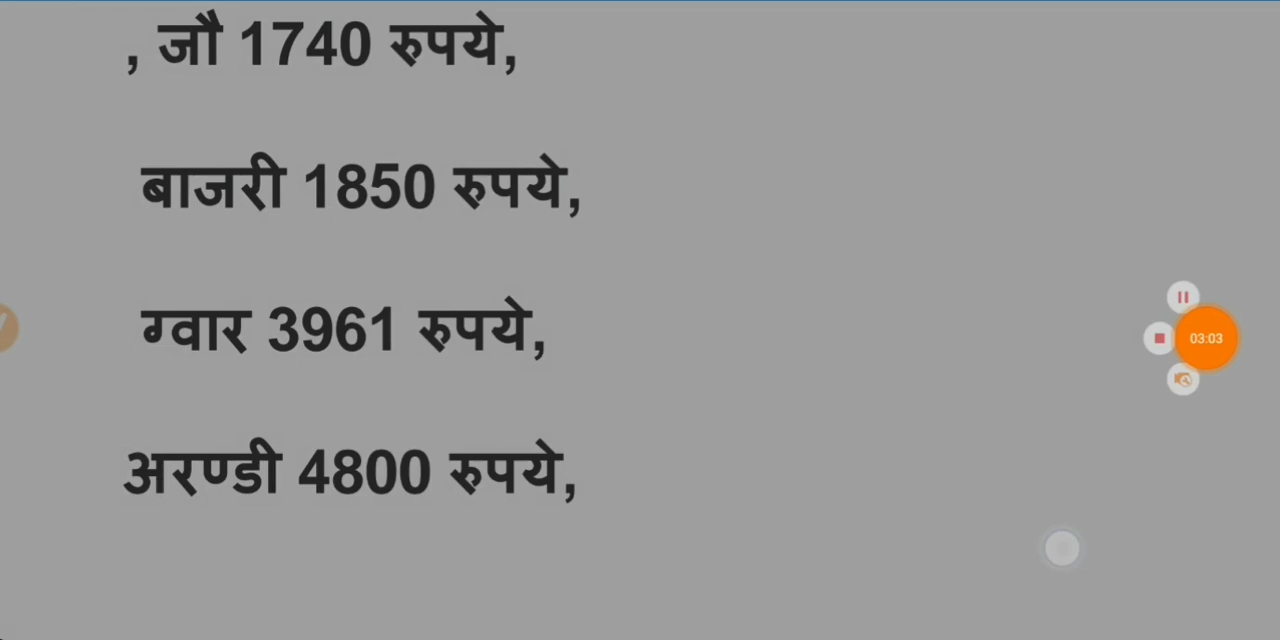 , जौ 1740 रुपये,
बाजरी 1850 रुपये,
ग्वार 3961 रुपये,
03:03
अरण्डी 4800 रुपये,